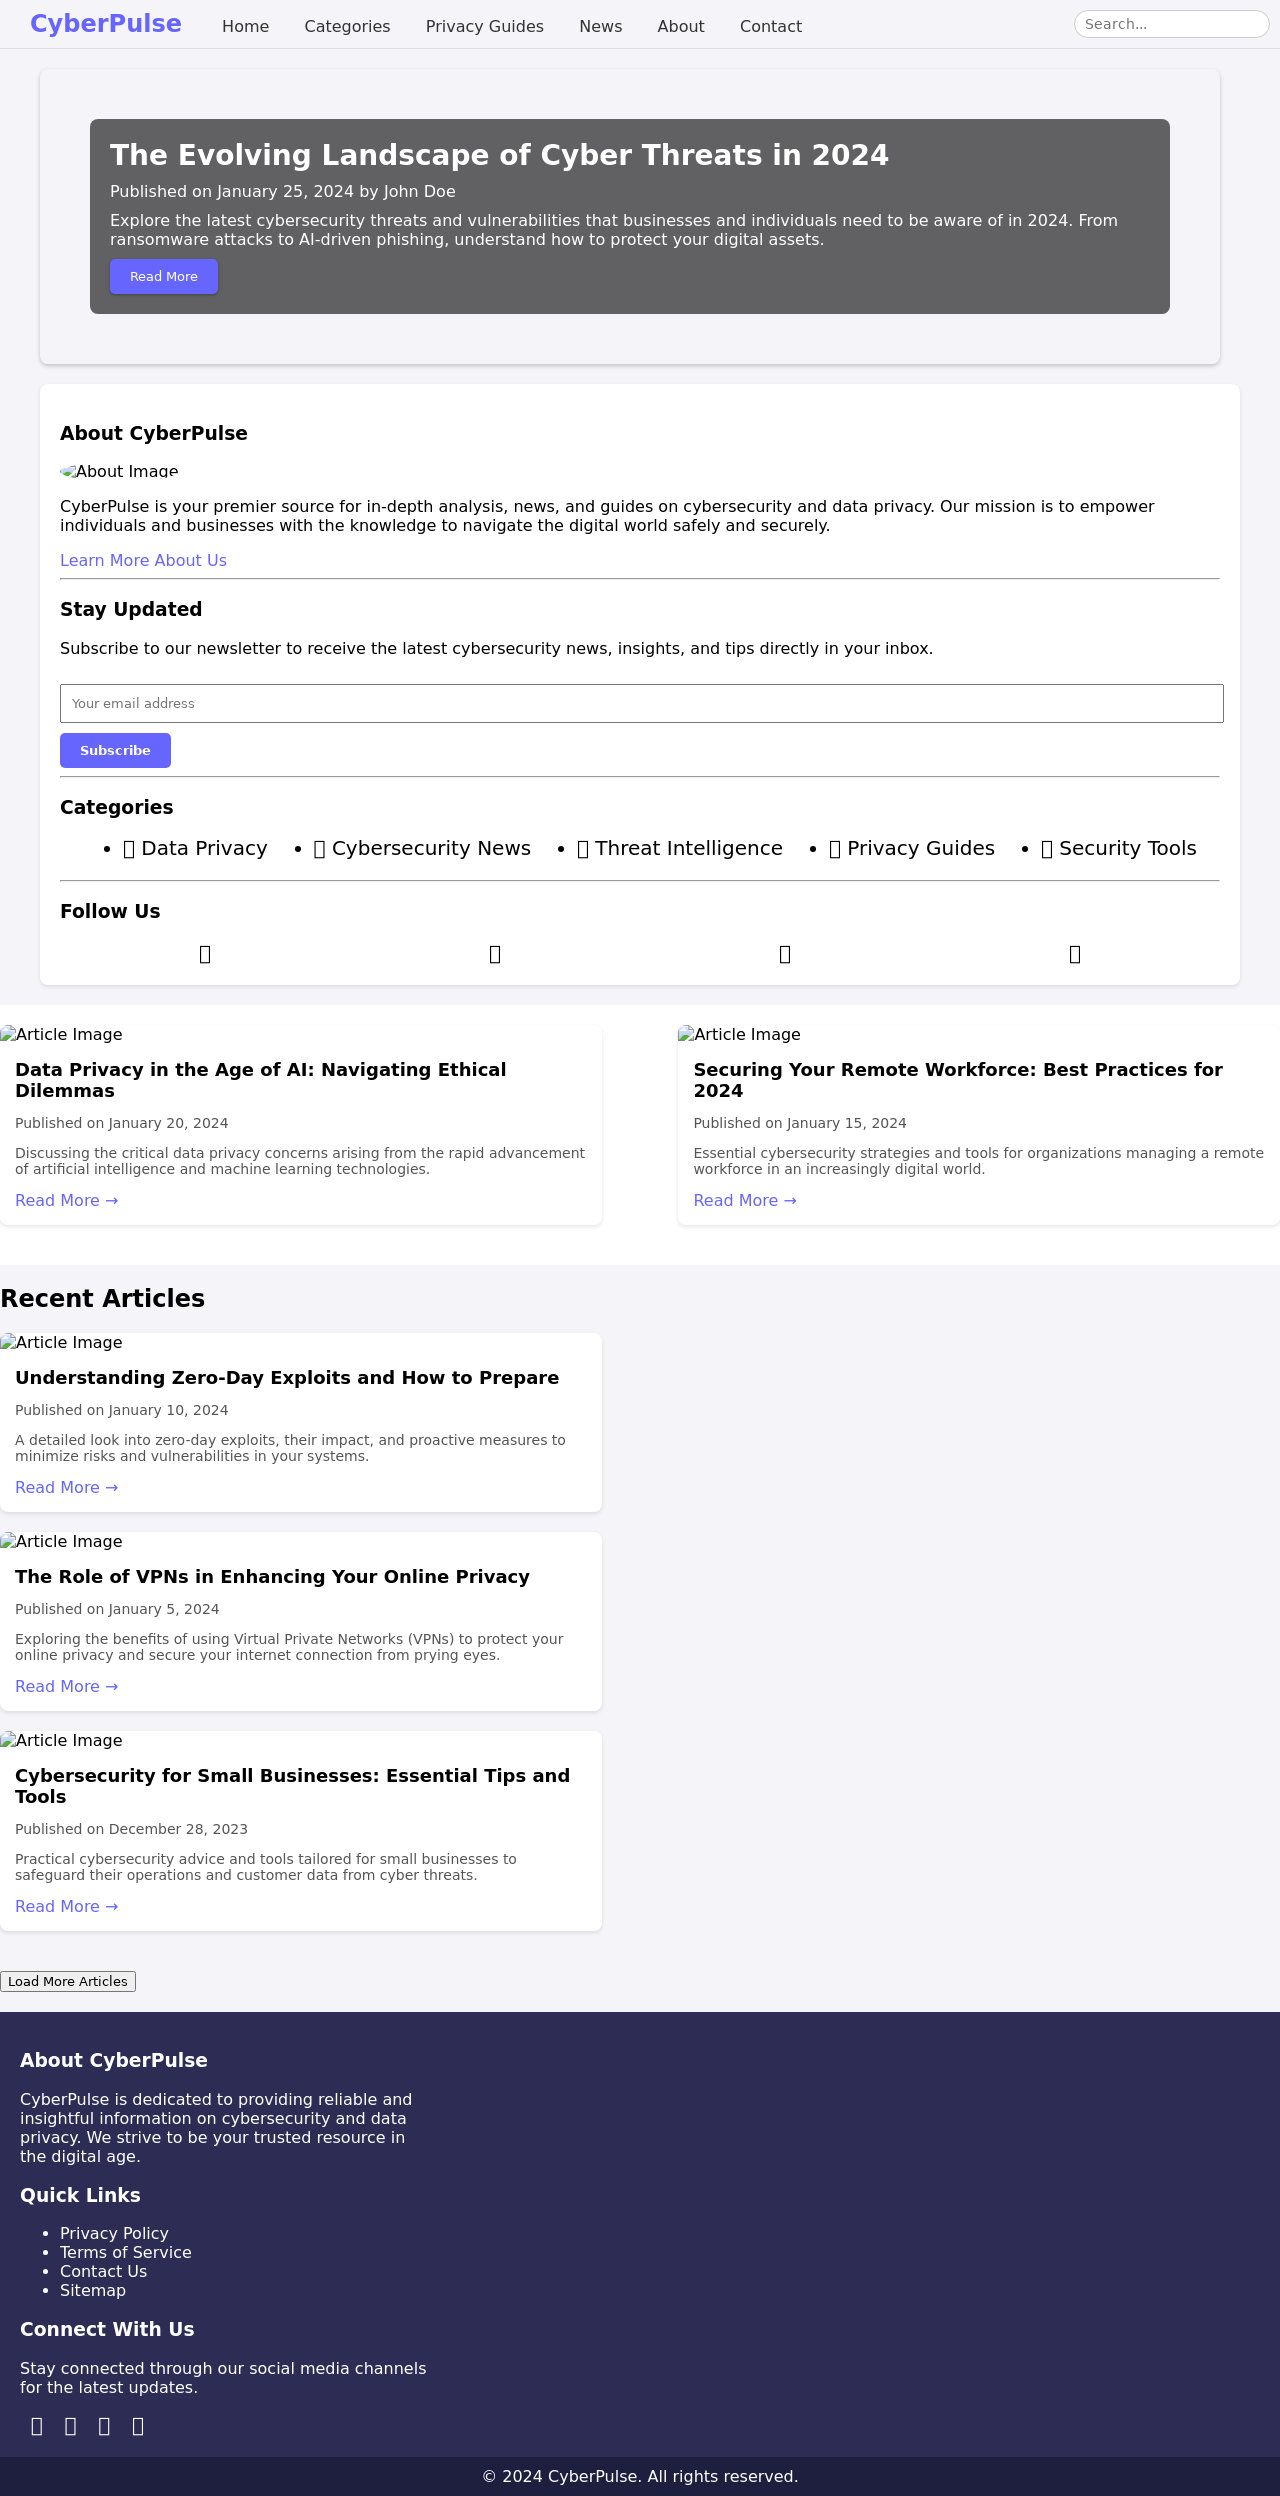 CyberPulse
Home Categories Privacy Guides News About Contact
Search...
The Evolving Landscape of Cyber Threats in 2024
Published on January 25, 2024 by John Doe
Explore the latest cybersecurity threats and vulnerabilities that businesses and individuals need to be aware of in 2024. From
ransomware attacks to AI-driven phishing, understand how to protect your digital assets.
Read More
About CyberPulse
About Image
CyberPulse is your premier source for in-depth analysis, news, and guides on cybersecurity and data privacy. Our mission is to empower
individuals and businesses with the knowledge to navigate the digital world safely and securely.
Learn More About Us
Stay Updated
Subscribe to our newsletter to receive the latest cybersecurity news, insights, and tips directly in your inbox.
Your email address
Subscribe
Categories
• Data Privacy • Cybersecurity News • Threat Intelligence • Privacy Guides • Security Tools
Follow Us
Article Image
Data Privacy in the Age of AI: Navigating Ethical
Dilemmas
Published on January 20, 2024
Discussing the critical data privacy concerns arising from the rapid advancement
of artificial intelligence and machine learning technologies.
Read More →
Article Image
Securing Your Remote Workforce: Best Practices for
2024
Published on January 15, 2024
Essential cybersecurity strategies and tools for organizations managing a remote
workforce in an increasingly digital world.
Read More →
Recent Articles
Article Image
Understanding Zero-Day Exploits and How to Prepare
Published on January 10, 2024
A detailed look into zero-day exploits, their impact, and proactive measures to
minimize risks and vulnerabilities in your systems.
Read More →
Article Image
The Role of VPNs in Enhancing Your Online Privacy
Published on January 5, 2024
Exploring the benefits of using Virtual Private Networks (VPNs) to protect your
online privacy and secure your internet connection from prying eyes.
Read More →
Article Image
Cybersecurity for Small Businesses: Essential Tips and
Tools
Published on December 28, 2023
Practical cybersecurity advice and tools tailored for small businesses to
safeguard their operations and customer data from cyber threats.
Read More →
Load More Articles
About CyberPulse
CyberPulse is dedicated to providing reliable and
insightful information on cybersecurity and data
privacy. We strive to be your trusted resource in
the digital age.
Quick Links
• Privacy Policy
• Terms of Service
• Contact Us
• Sitemap
Connect With Us
Stay connected through our social media channels
for the latest updates.
© 2024 CyberPulse. All rights reserved.